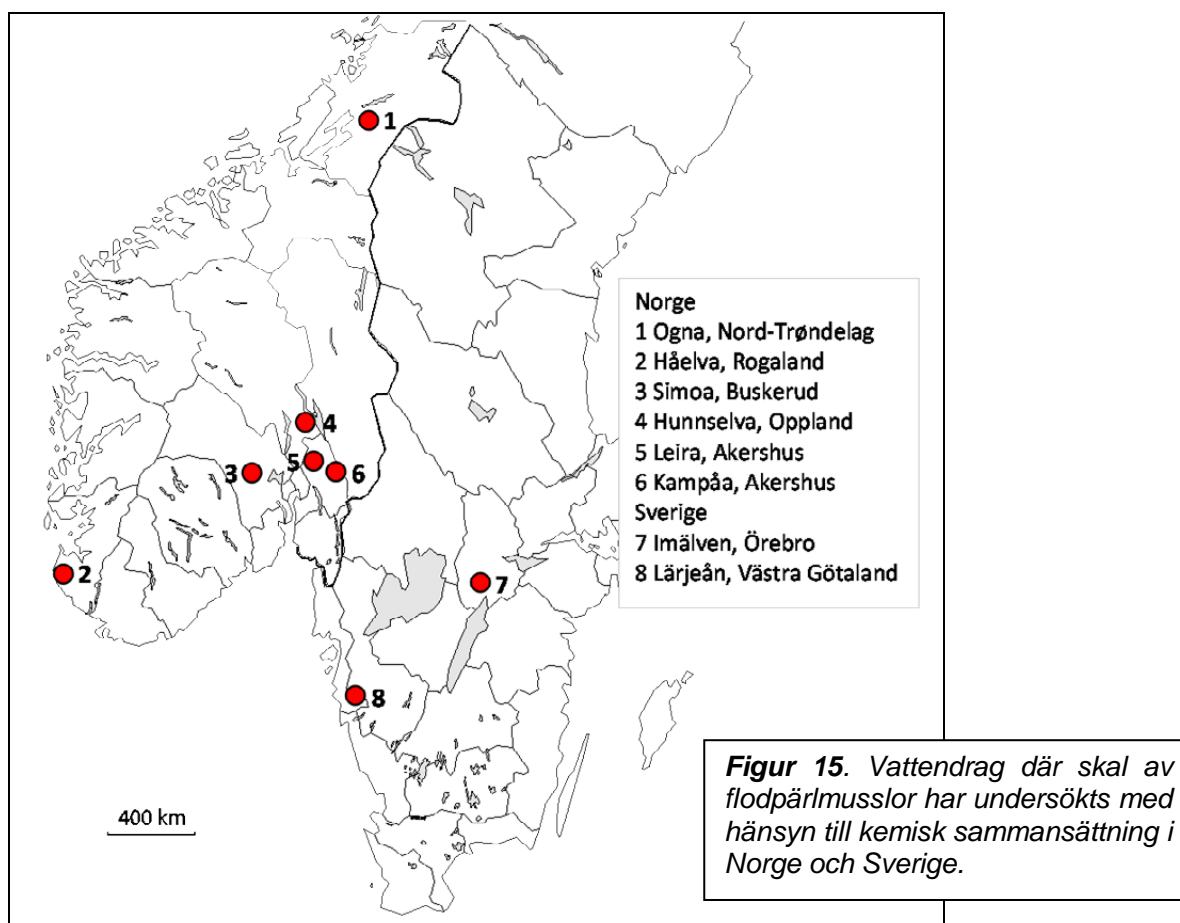 1
2
3
4
5
6
7
8
400 km
Norge
1 Ogna, Nord-Trøndelag
2 Håelva, Rogaland
3 Simoa, Buskerud
4 Hunnselva, Oppland
5 Leira, Akershus
6 Kampåa, Akershus
Sverige
7 Imälven, Örebro
8 Lärjeån, Västra Götaland
Figur 15. Vattendrag där skal av
flodpärlmusslor har undersökts med
hänsyn till kemisk sammansättning i
Norge och Sverige.